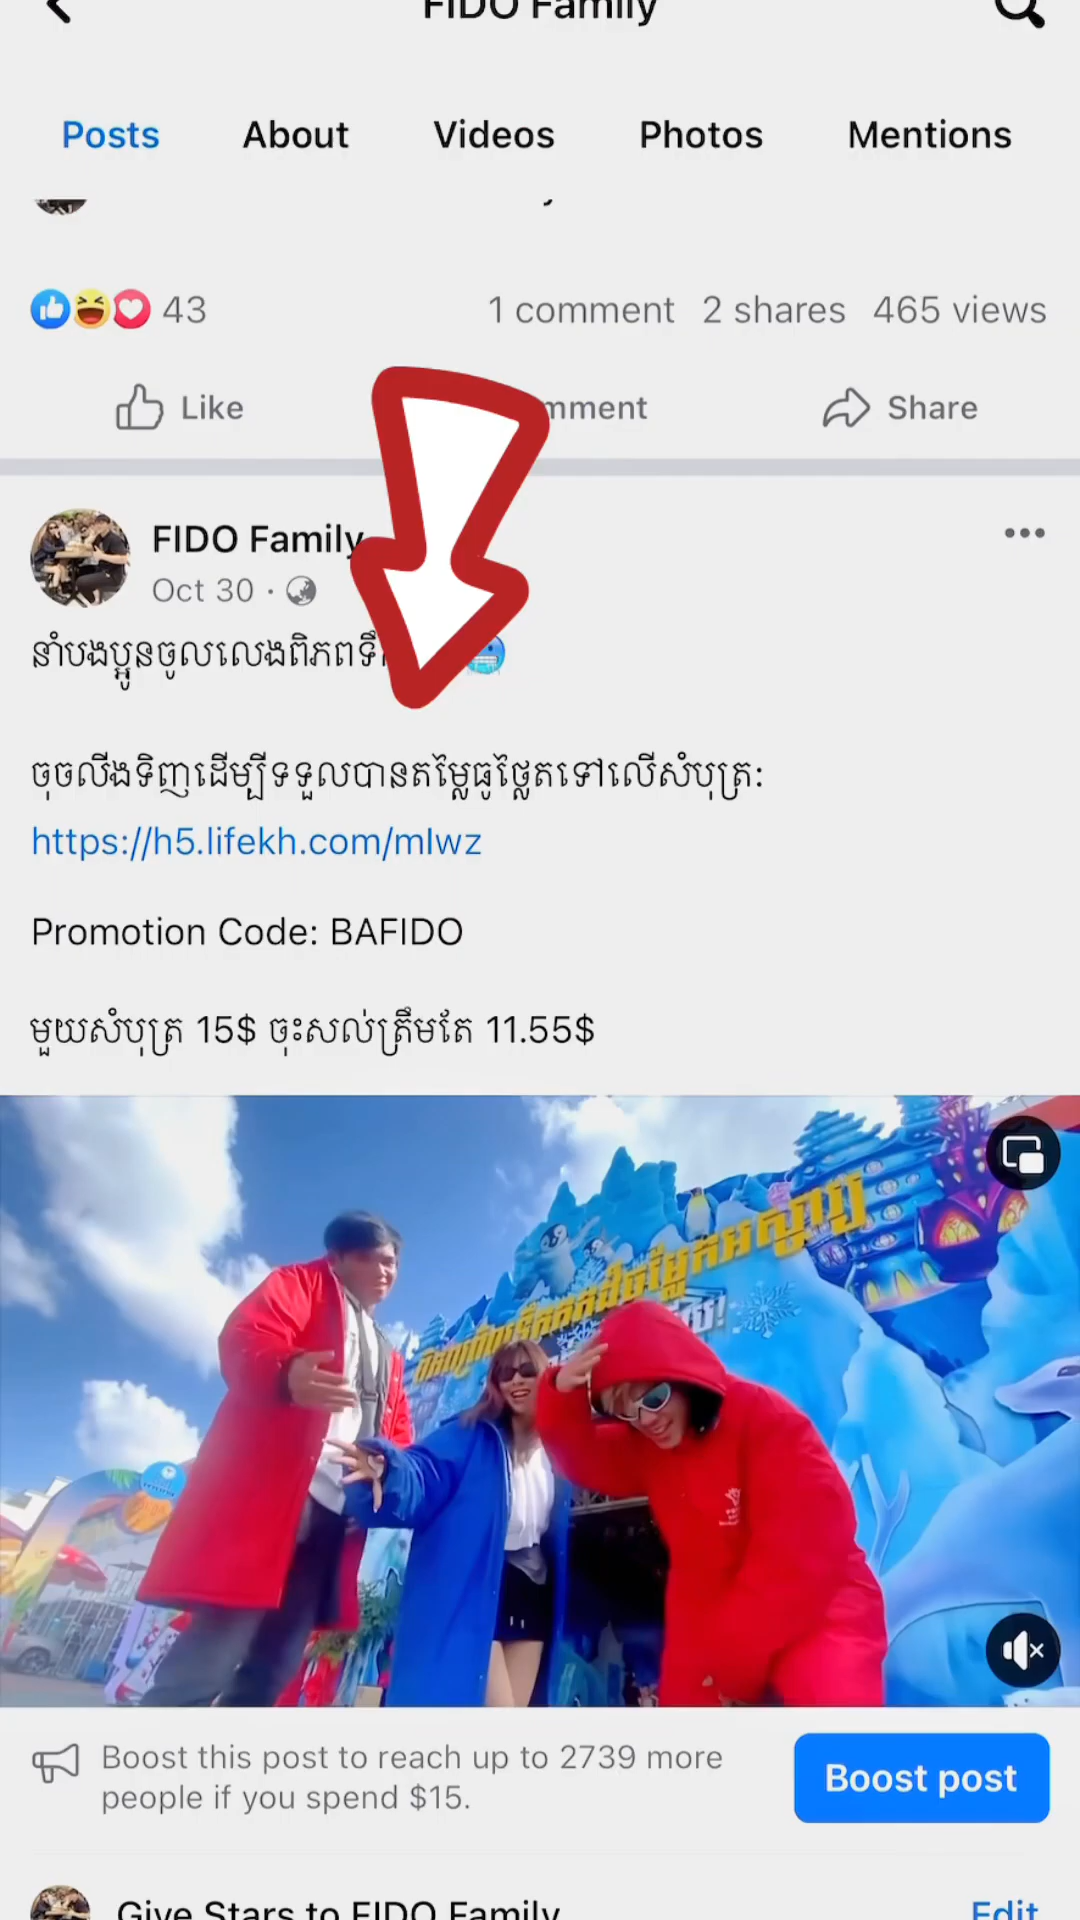 FIDO Family
Posts About Videos Photos Mentions
43 1 comment 2 shares 465 views
Like Share
FIDO Family
Oct 30 ·
នាំបងប្អូនចូលលេងពិភព
ចុចលីងទិញដើម្បីទទួលបានតម្លៃធូថ្លៃតទៅលើសំបុត្រ:
https://h5.lifekh.com/mlwz
Promotion Code: BAFIDO
មួយសំបុត្រ 15$ ចុះសល់ត្រឹមតែ 11.55$
Boost this post to reach up to 2739 more
people if you spend $15.
Boost post
Give Stars to FIDO Family
Edit